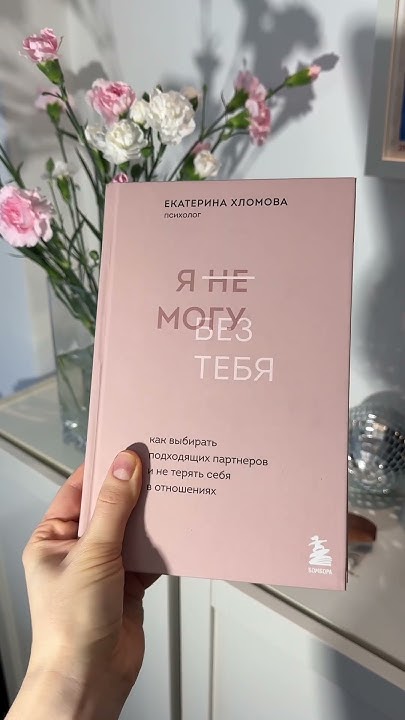 ЕКАТЕРИНА ХЛОМОВА
ПСИХОЛОГ
Я НЕ
МОГУ
БЕЗ
ТЕБЯ
как выбирать
подходящих партнеров
и не терять себя
в отношениях
БОМБОРА